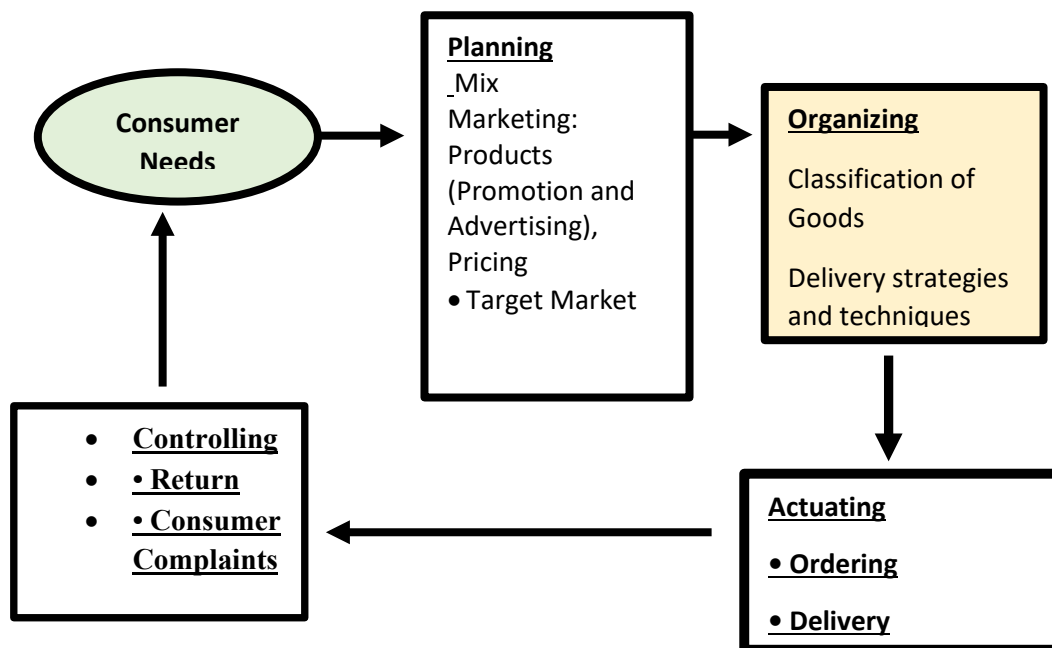 Consumer
Needs
Planning
Mix
Marketing:
Products
(Promotion and
Advertising),
Pricing
• Target Market
Organizing
Classification of
Goods
Delivery strategies
and techniques
Actuating
• Ordering
• Delivery
• Controlling
• • Return
• • Consumer
Complaints